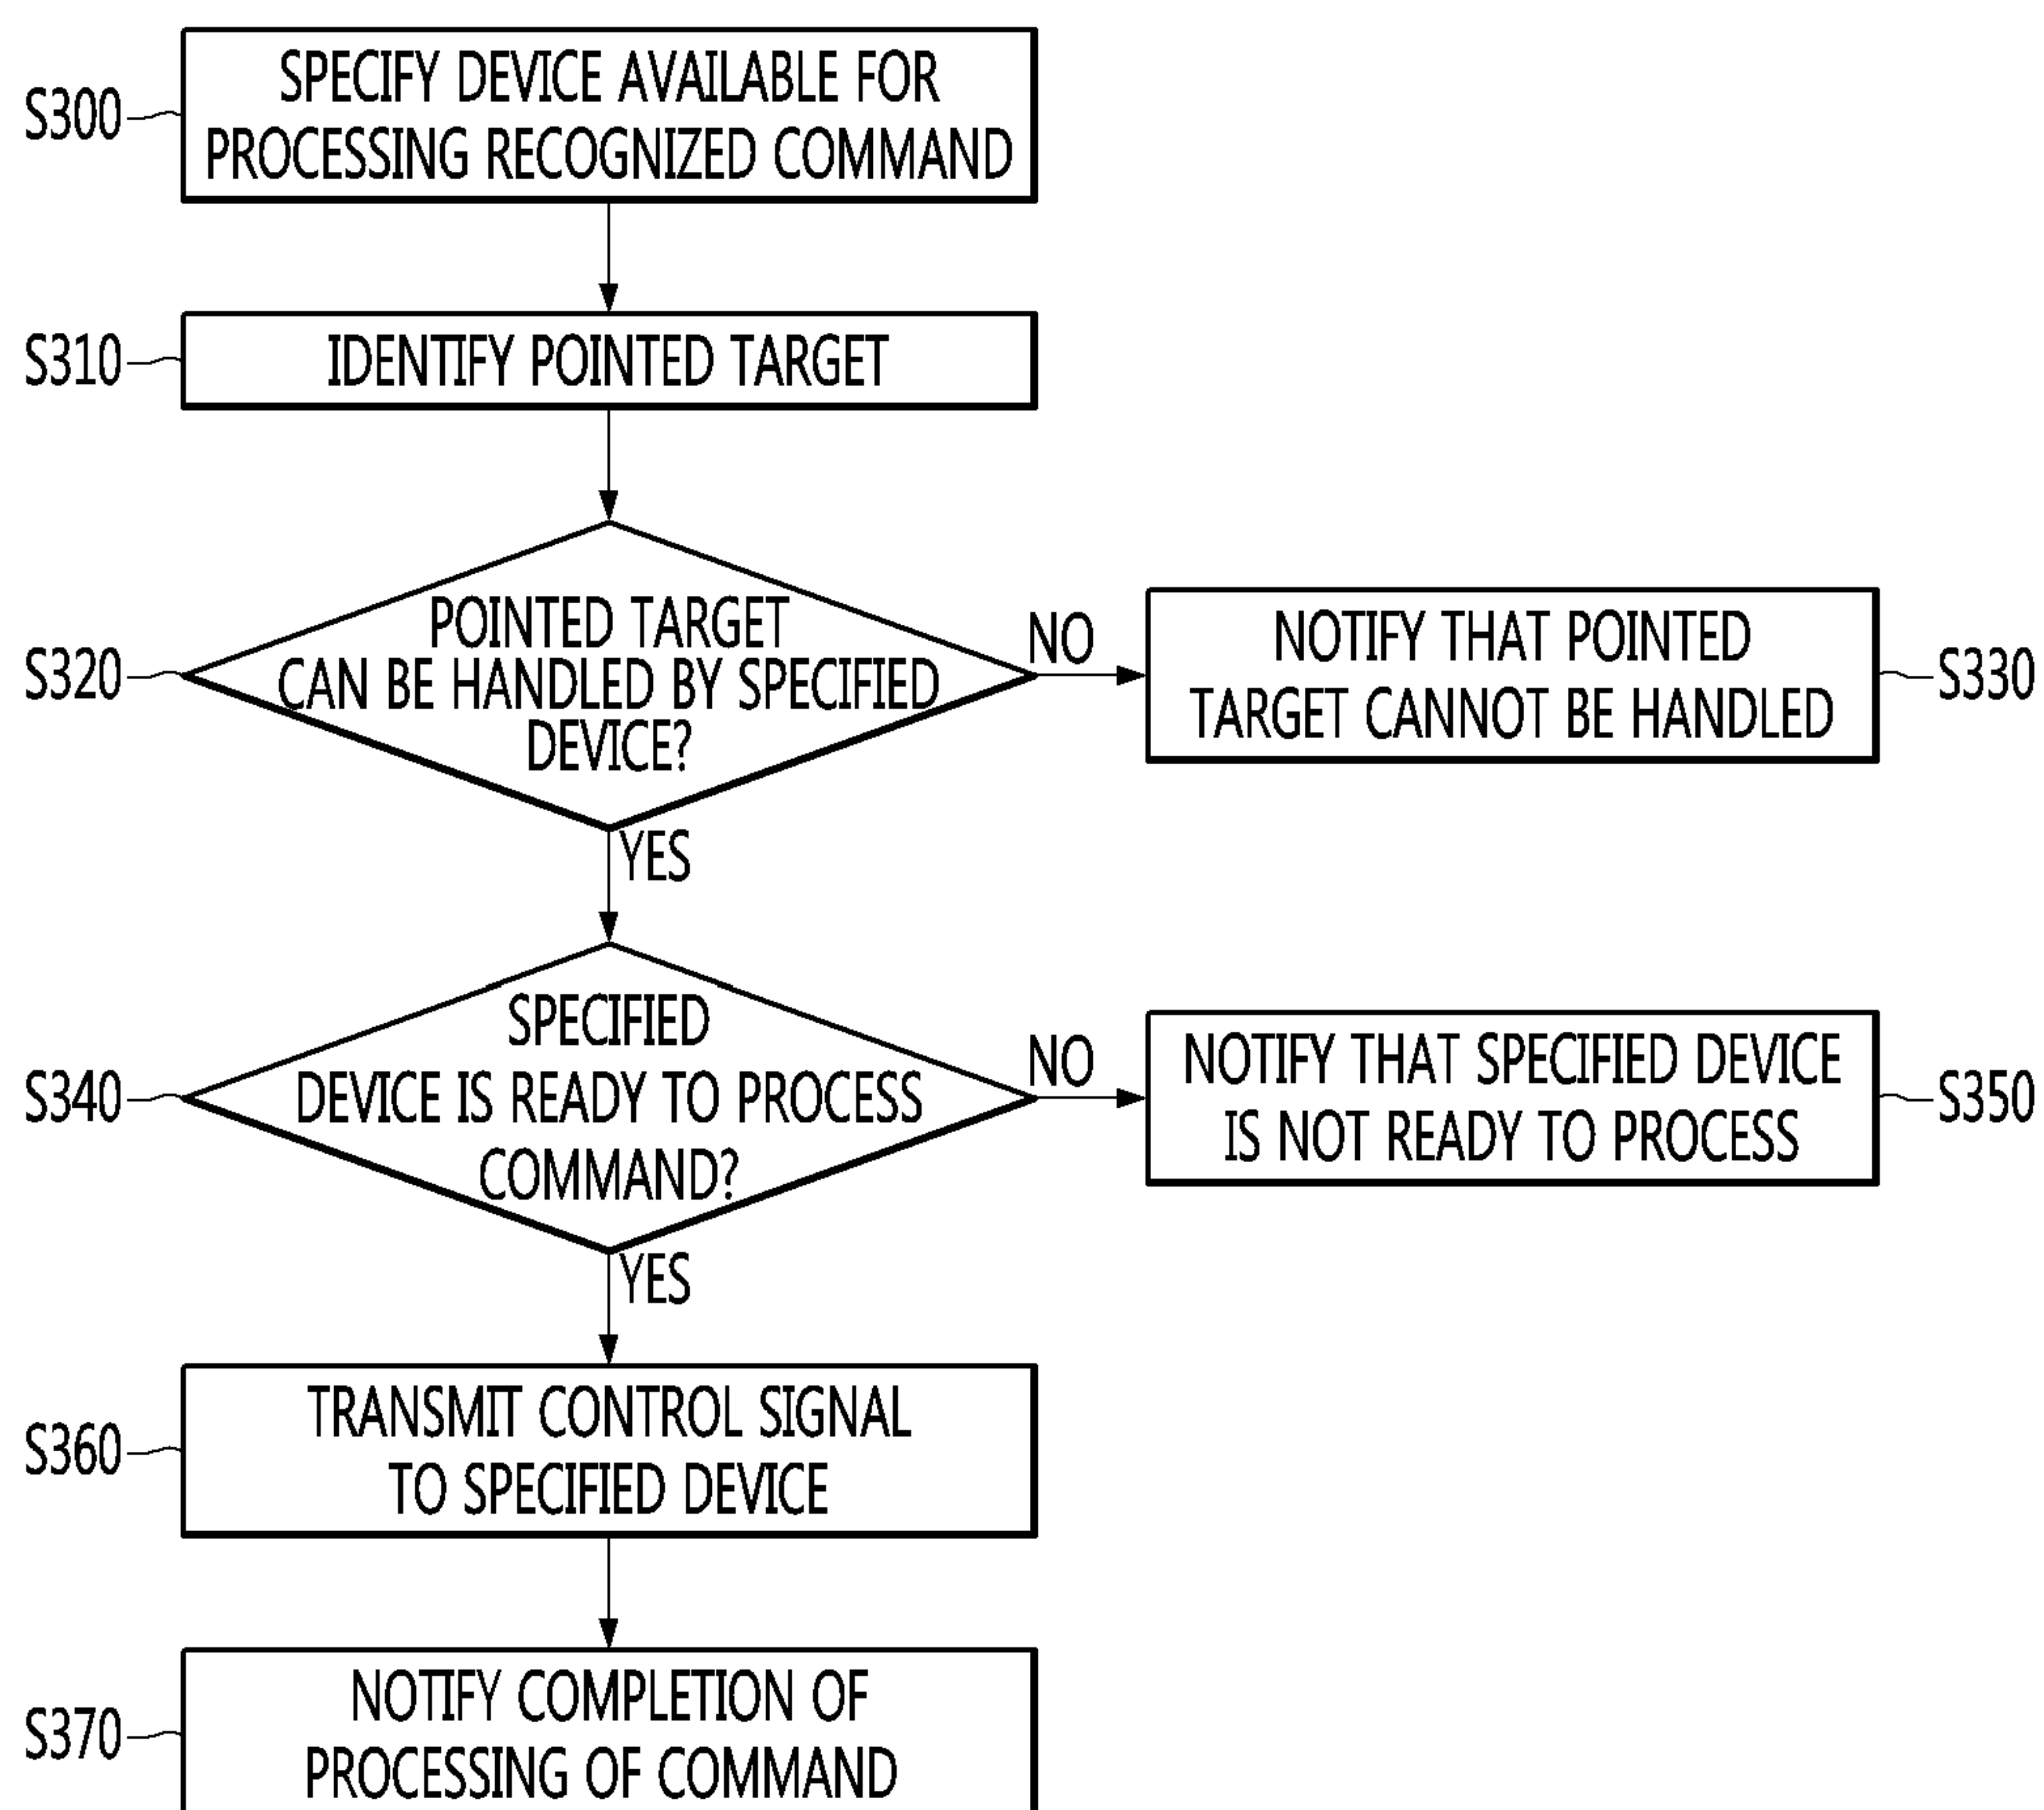 S300
SPECIFY DEVICE AVAILABLE FOR
PROCESSING RECOGNIZED COMMAND
S310
IDENTIFY POINTED TARGET
S320
POINTED TARGET
CAN BE HANDLED BY SPECIFIED
DEVICE?
NO
NOTIFY THAT POINTED
TARGET CANNOT BE HANDLED
S330
YES
S340
SPECIFIED
DEVICE IS READY TO PROCESS
COMMAND?
NO
NOTIFY THAT SPECIFIED DEVICE
IS NOT READY TO PROCESS
S350
YES
S360
TRANSMIT CONTROL SIGNAL
TO SPECIFIED DEVICE
S370
NOTIFY COMPLETION OF
PROCESSING OF COMMAND